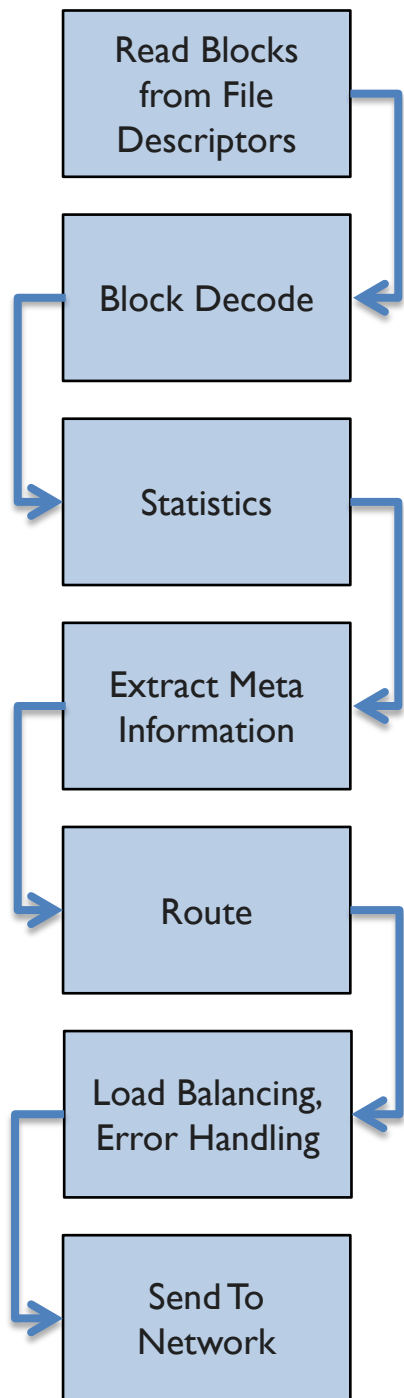 Read Blocks
from File
Descriptors
Block Decode
Statistics
Extract Meta
Information
Route
Load Balancing,
Error Handling
Send To
Network